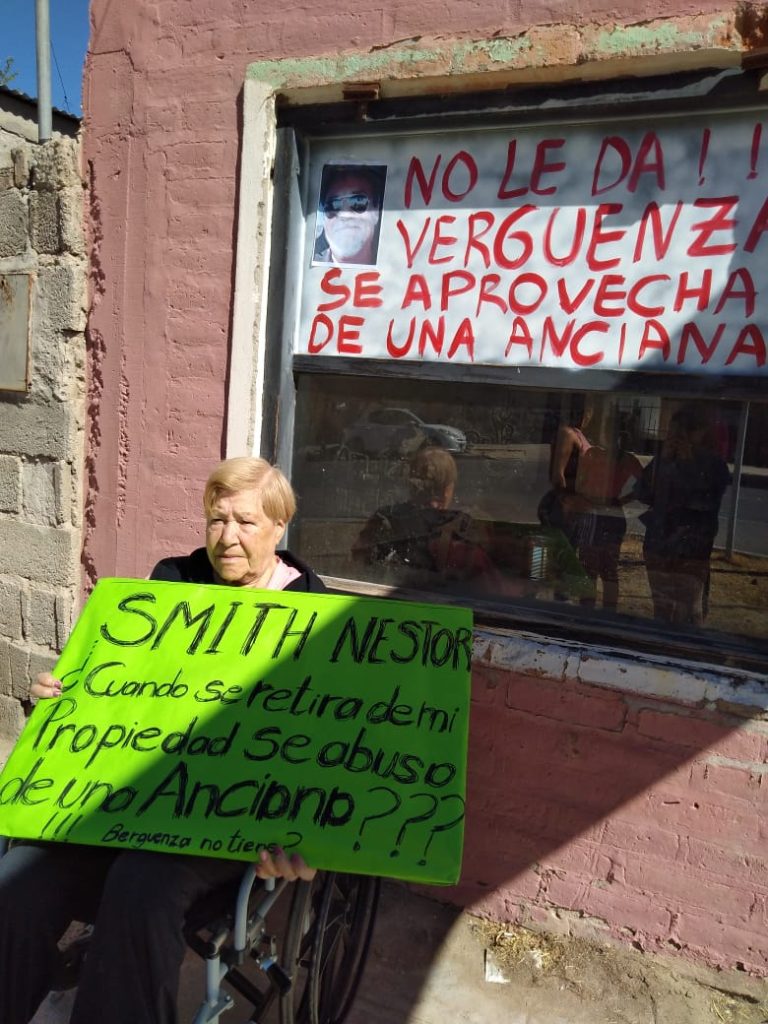 NO LE DA!!
VERGUENZA
SE APROVECHA
DE UNA ANCIANA
SMITH NESTOR
¿Cuando se retira de mi
Propiedad se abuso
de una Anciana???
!!! Berguenza no tiene?